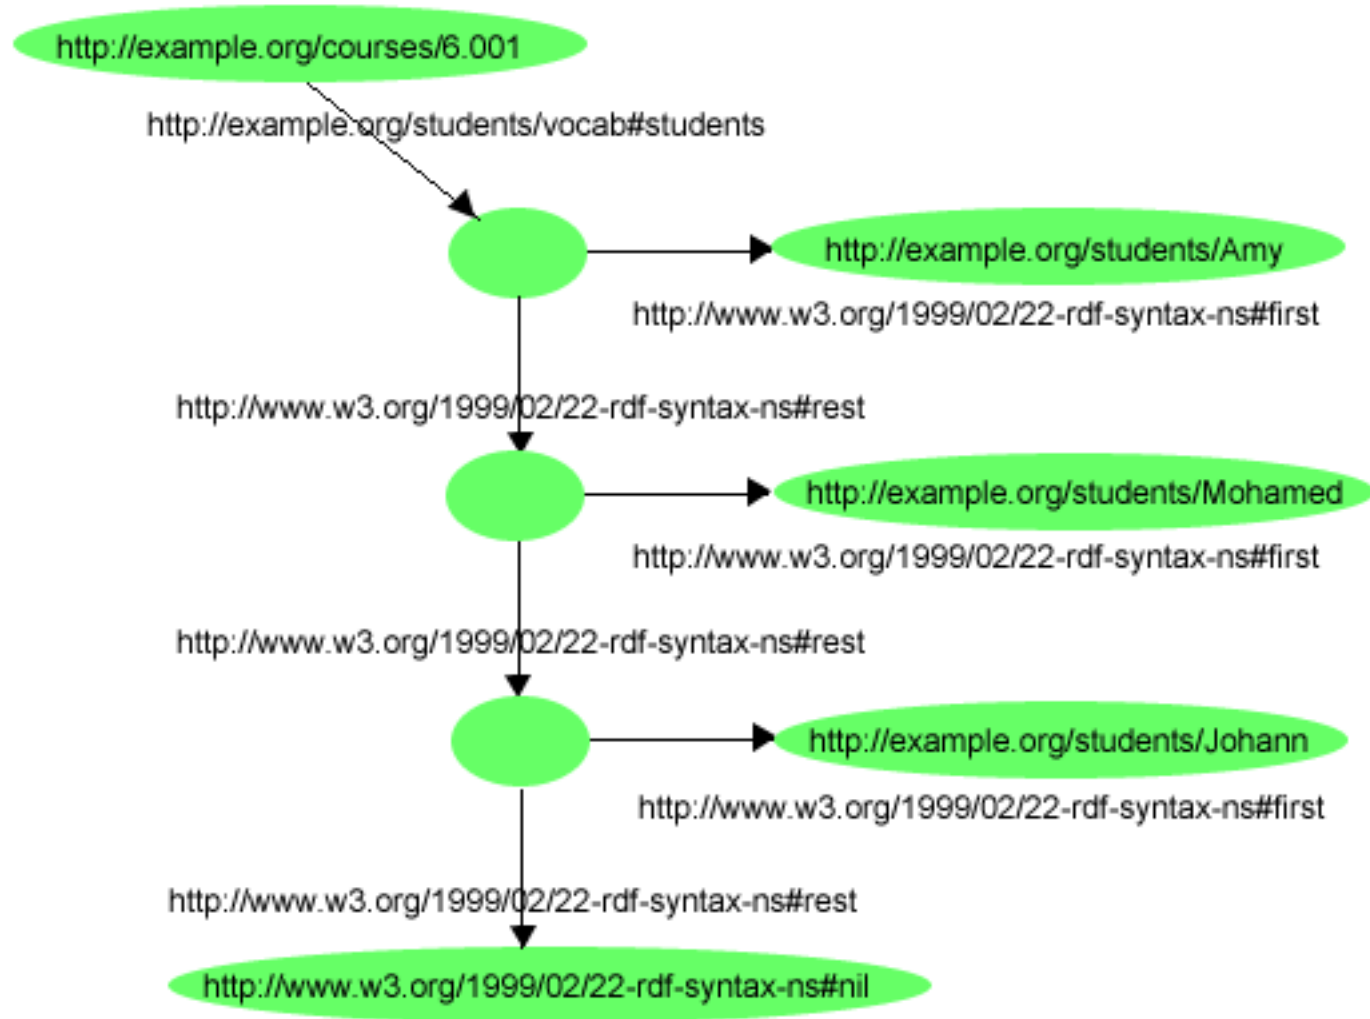 http://example.org/courses/6.001
http://example.org/students/vocab#students
http://example.org/students/Amy
http://www.w3.org/1999/02/22-rdf-syntax-ns#first
http://www.w3.org/1999/02/22-rdf-syntax-ns#rest
http://example.org/students/Mohamed
http://www.w3.org/1999/02/22-rdf-syntax-ns#first
http://www.w3.org/1999/02/22-rdf-syntax-ns#rest
http://example.org/students/Johann
http://www.w3.org/1999/02/22-rdf-syntax-ns#first
http://www.w3.org/1999/02/22-rdf-syntax-ns#rest
http://www.w3.org/1999/02/22-rdf-syntax-ns#nil